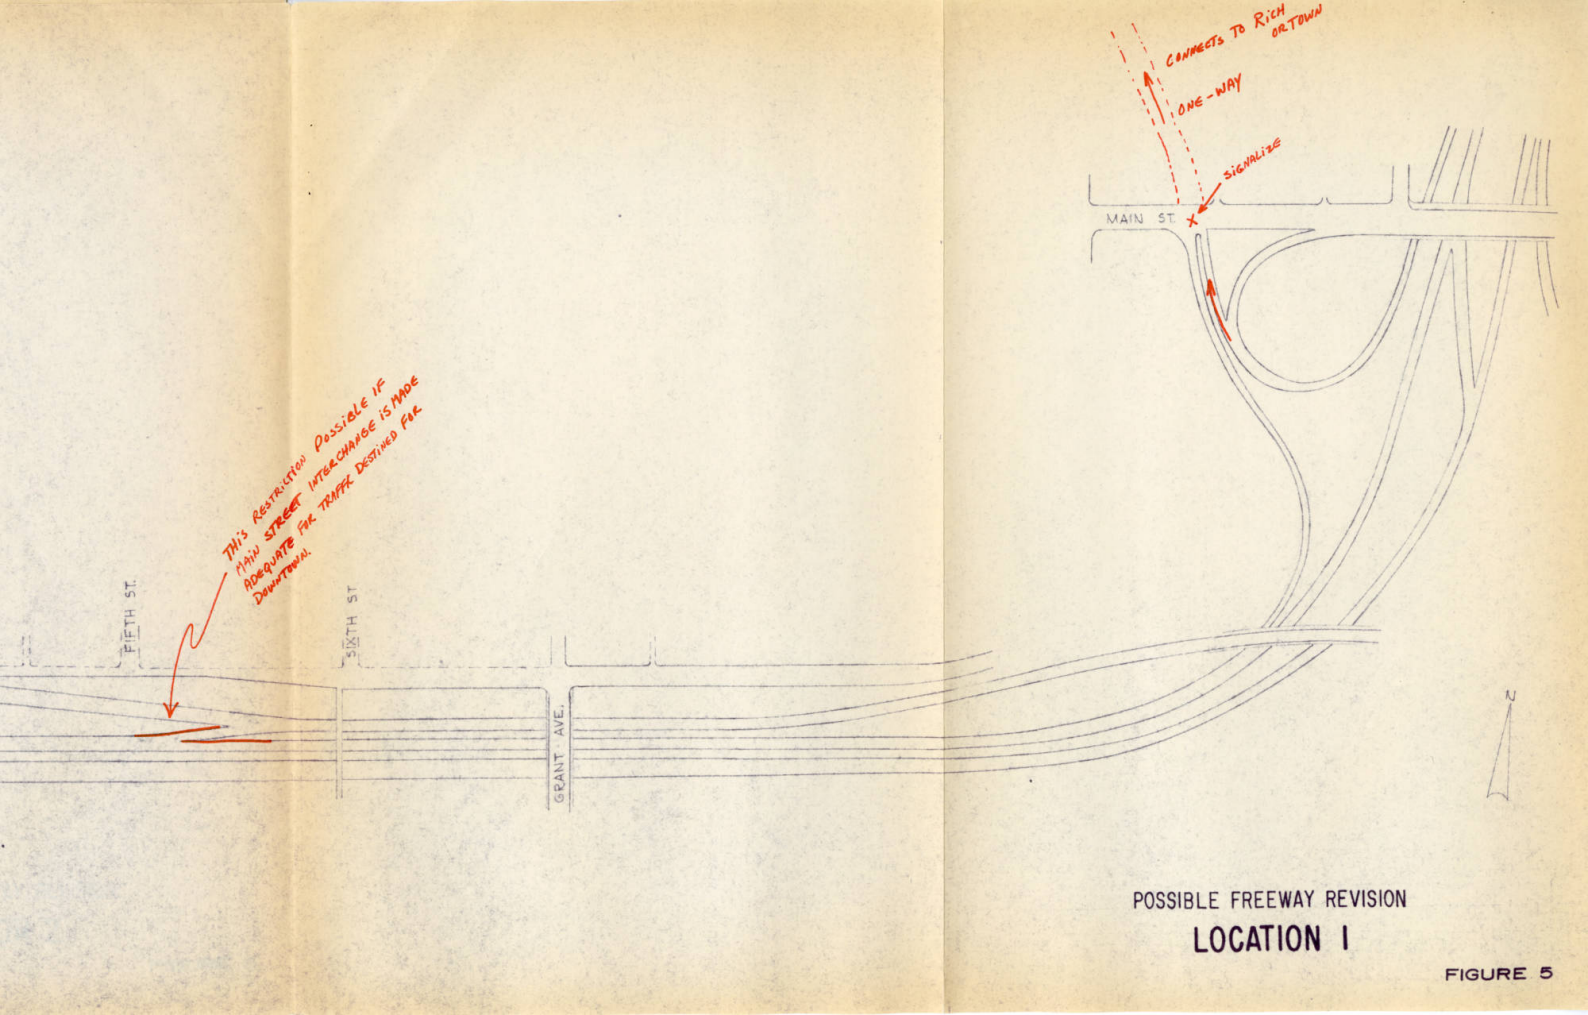 CONNECTS TO RICH
OR TOWN
ONE-WAY
SIGNALIZE
MAIN ST.
X
THIS RESTRICTION POSSIBLE IF
MAIN STREET INTERCHANGE IS MADE
ADEQUATE FOR TRAFFIC DESTINED FOR
DOWNTOWN.
FIFTH ST.
SIXTH ST
GRANT AVE.
N
POSSIBLE FREEWAY REVISION
LOCATION 1
FIGURE 5